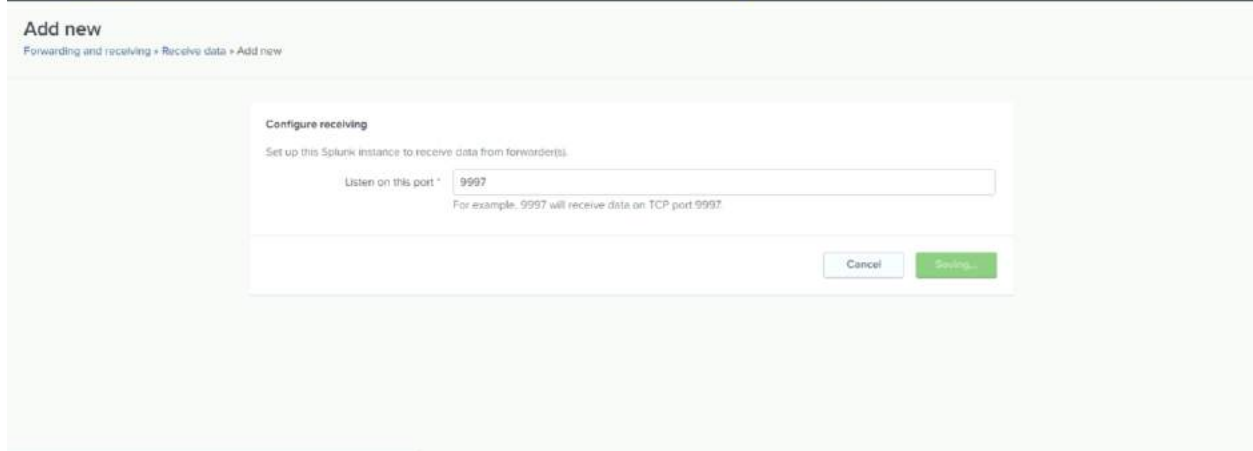 Add new
Forwarding and receiving » Receive data » Add new
Configure receiving
Set up this Splunk instance to receive data from forwarder(s).
Listen on this port * 9997
For example, 9997 will receive data on TCP port 9997.
Cancel Saving...